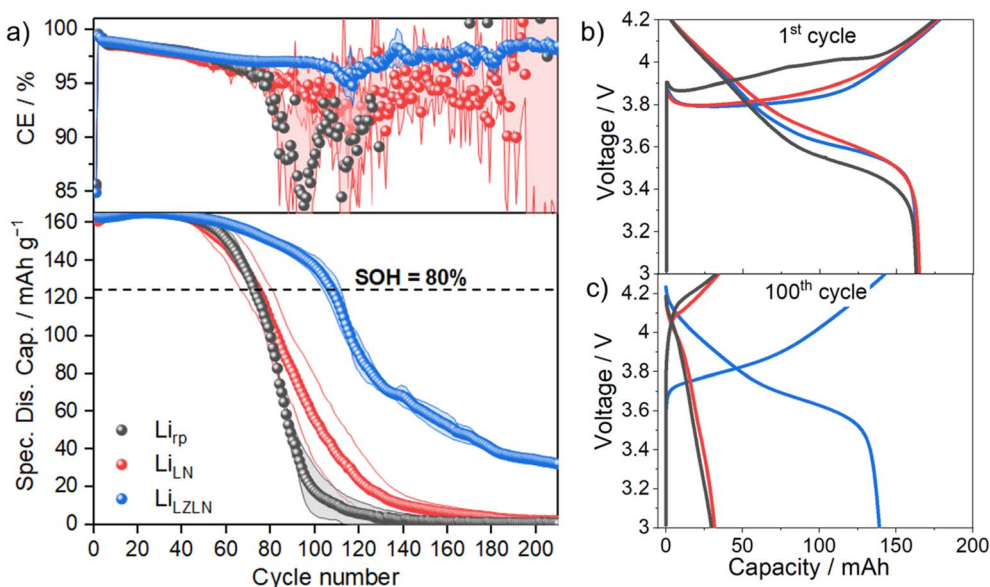 a)
CE / %
100
95
90
85
Spec. Dis. Cap. / mAh g⁻¹
160
140
120
100
80
60
40
20
0
SOH = 80%
Li_rp
Li_LN
Li_LZLN
0 20 40 60 80 100 120 140 160 180 200
Cycle number
b)
1st cycle
Voltage / V
4.2
4
3.8
3.6
3.4
3.2
3
c)
100th cycle
Voltage / V
4.2
4
3.8
3.6
3.4
3.2
3
0 50 100 150 200
Capacity / mAh